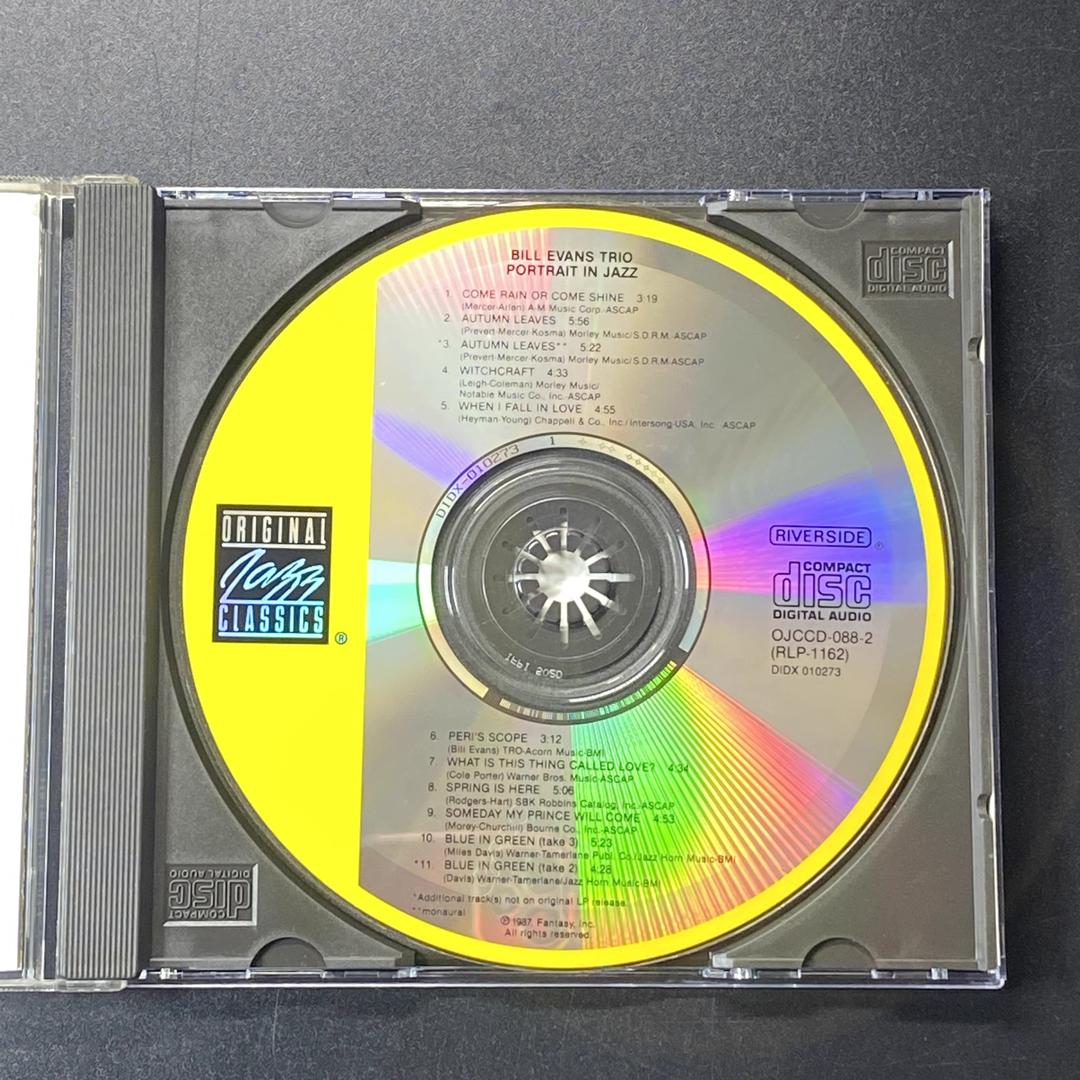 BILL EVANS TRIO
PORTRAIT IN JAZZ
1. COME RAIN OR COME SHINE 3:19
(Mercer-Arlen) A-M Music Corp.-ASCAP
2. AUTUMN LEAVES 5:56
(Prevert-Mercer-Kosma) Morley Music/S.D.R.M.-ASCAP
*3. AUTUMN LEAVES** 5:22
(Prevert-Mercer-Kosma) Morley Music/S.D.R.M-ASCAP
4. WITCHCRAFT 4:33
(Leigh-Coleman) Morley Music/
Notable Music Co., Inc.-ASCAP
5. WHEN I FALL IN LOVE 4:55
(Heyman-Young) Chappell & Co., Inc./Intersong-USA, Inc.-ASCAP
DIDX-010273 1
ORIGINAL
Jazz
CLASSICS
®
RIVERSIDE
®
COMPACT
disc
DIGITAL AUDIO
OJCCD-088-2
(RLP-1162)
DIDX 010273
6. PERI'S SCOPE 3:12
(Bill Evans) TRO-Acorn Music-BMI
7. WHAT IS THIS THING CALLED LOVE? 4:34
(Cole Porter) Warner Bros. Music-ASCAP
8. SPRING IS HERE 5:06
(Rodgers-Hart) SBK Robbins Catalog, Inc.-ASCAP
9. SOMEDAY MY PRINCE WILL COME 4:53
(Morey-Churchill) Bourne Co., Inc.-ASCAP
10. BLUE IN GREEN (take 3) 5:23
(Miles Davis) Warner-Tamerlane Publ. Co/Jazz Horn Music-BMI
*11. BLUE IN GREEN (take 2) 4:28
(Davis) Warner-Tamerlane/Jazz Horn Music-BMI
*Additional track(s) not on original LP release.
**monaural
℗1987, Fantasy, Inc.
All rights reserved.
COMPACT
disc
DIGITAL AUDIO
COMPACT
disc
DIGITAL AUDIO